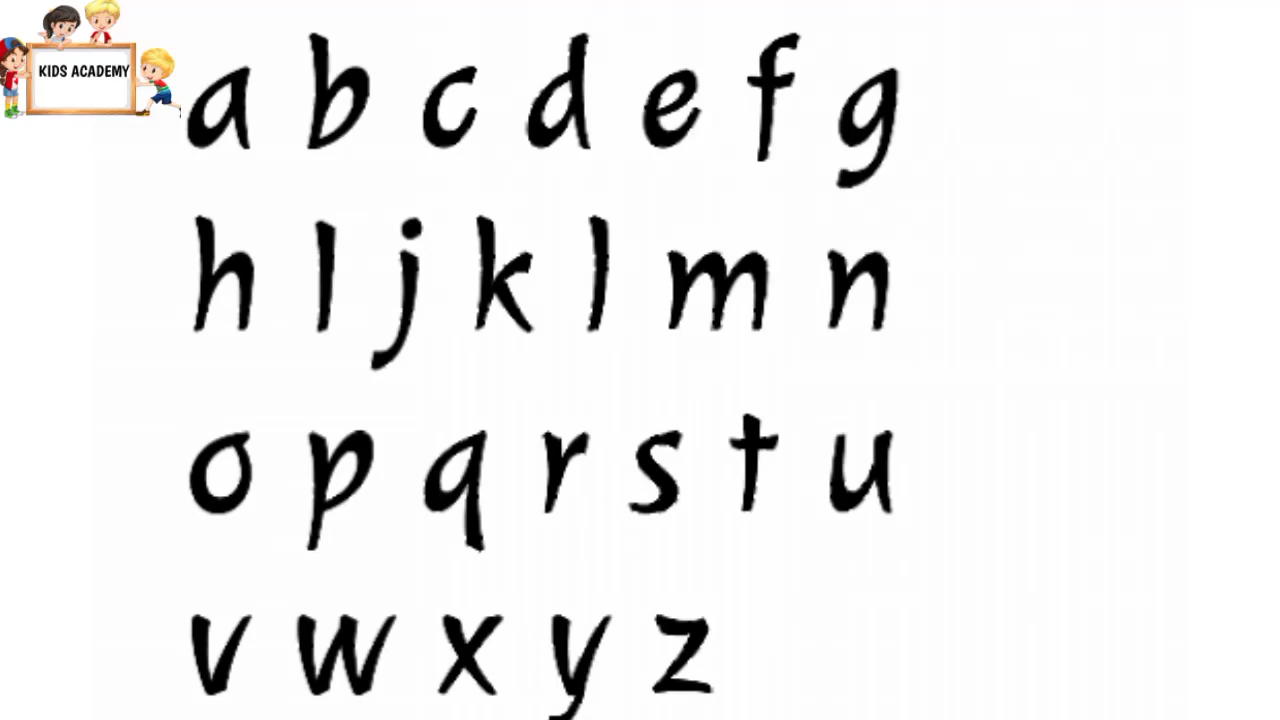 KIDS ACADEMY
a b c d e f g
h l j k l m n
o p q r s t u
v w x y z